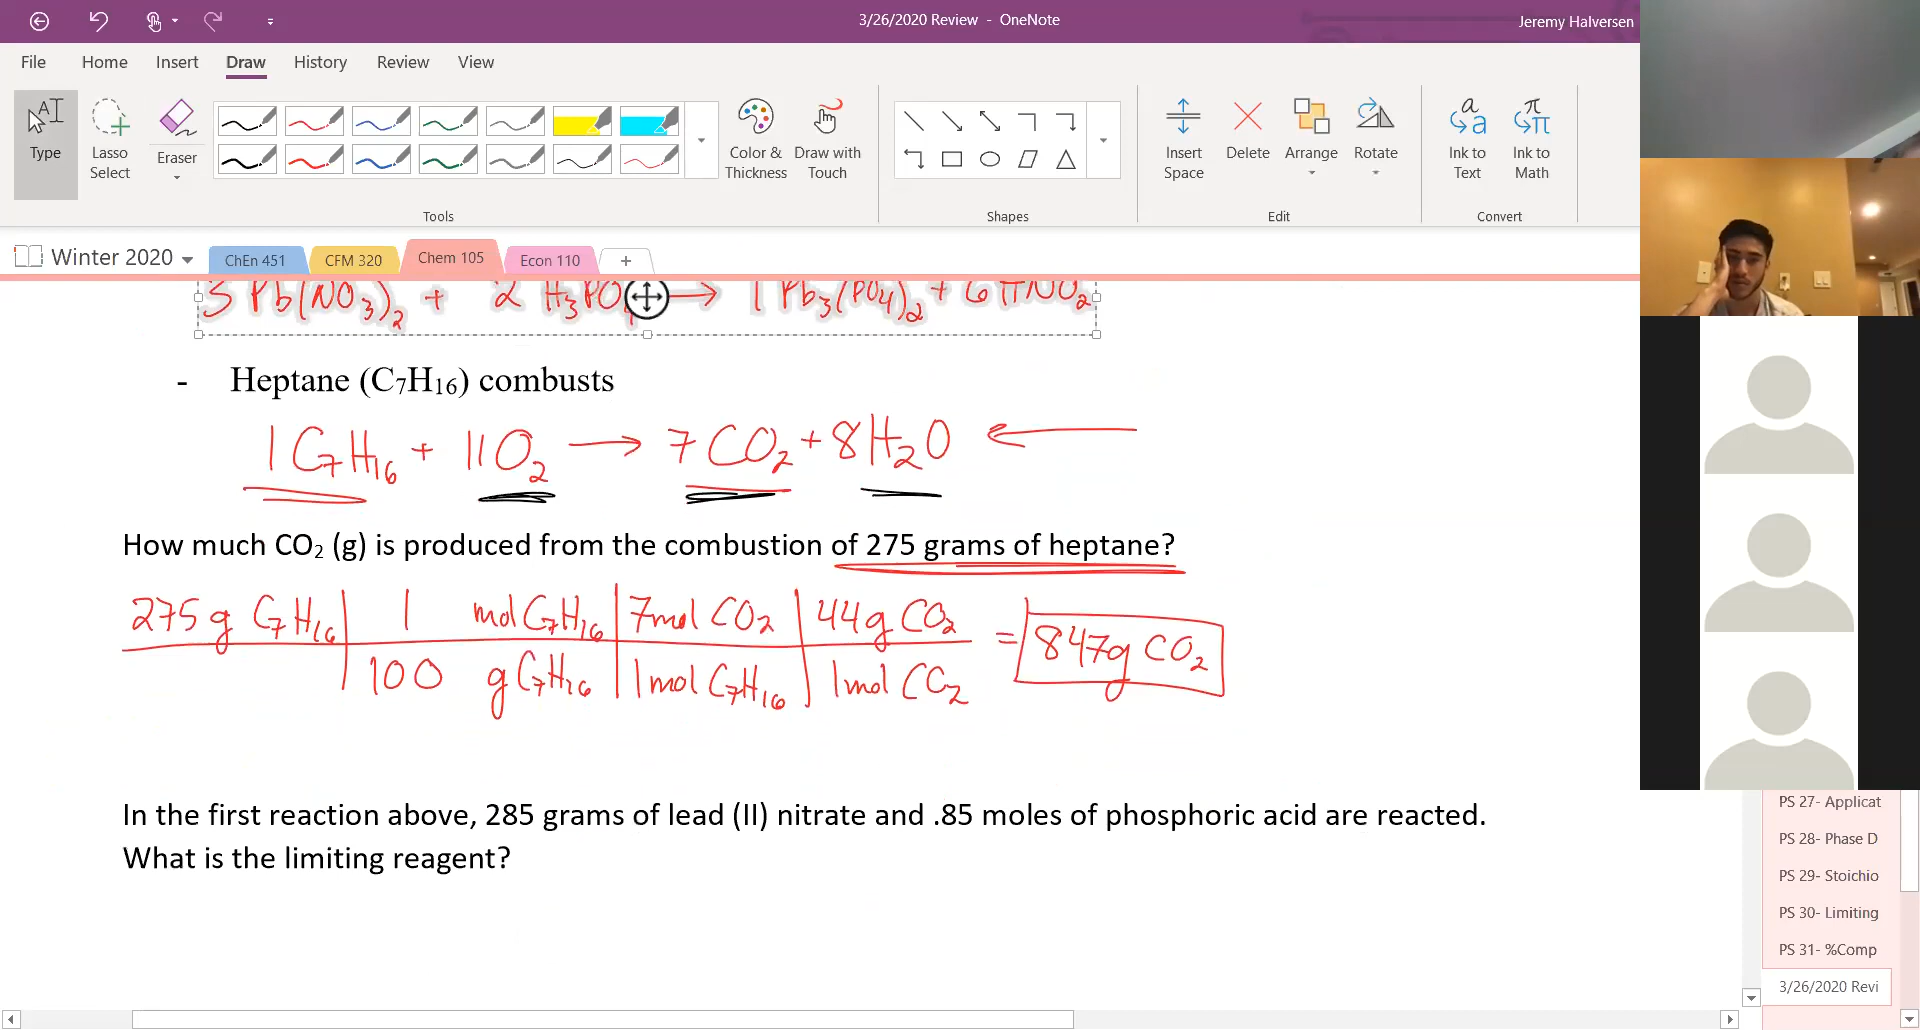 3/26/2020 Review - OneNote
Jeremy Halversen
File Home Insert Draw History Review View
Type
Lasso Select
Eraser
Color & Thickness
Draw with Touch
Insert Space
Delete
Arrange
Rotate
Ink to Text
Ink to Math
Tools
Shapes
Edit
Convert
Winter 2020
ChEn 451
CFM 320
Chem 105
Econ 110
3 Pb(NO3)2 + 2 H3PO → 1 Pb3(PO4)2 + 6 HNO2
- Heptane (C₇H₁₆) combusts
1 C7H16 + 11 O2 → 7 CO2 + 8 H2O ←
How much CO₂ (g) is produced from the combustion of 275 grams of heptane?
275 g C7H16 | 1 mol C7H16 | 7 mol CO2 | 44 g CO2 = 847g CO2
100 g C7H16 | 1 mol C7H16 | 1 mol CO2
In the first reaction above, 285 grams of lead (II) nitrate and .85 moles of phosphoric acid are reacted.
What is the limiting reagent?
PS 27- Applicat
PS 28- Phase D
PS 29- Stoichio
PS 30- Limiting
PS 31- %Comp
3/26/2020 Revi